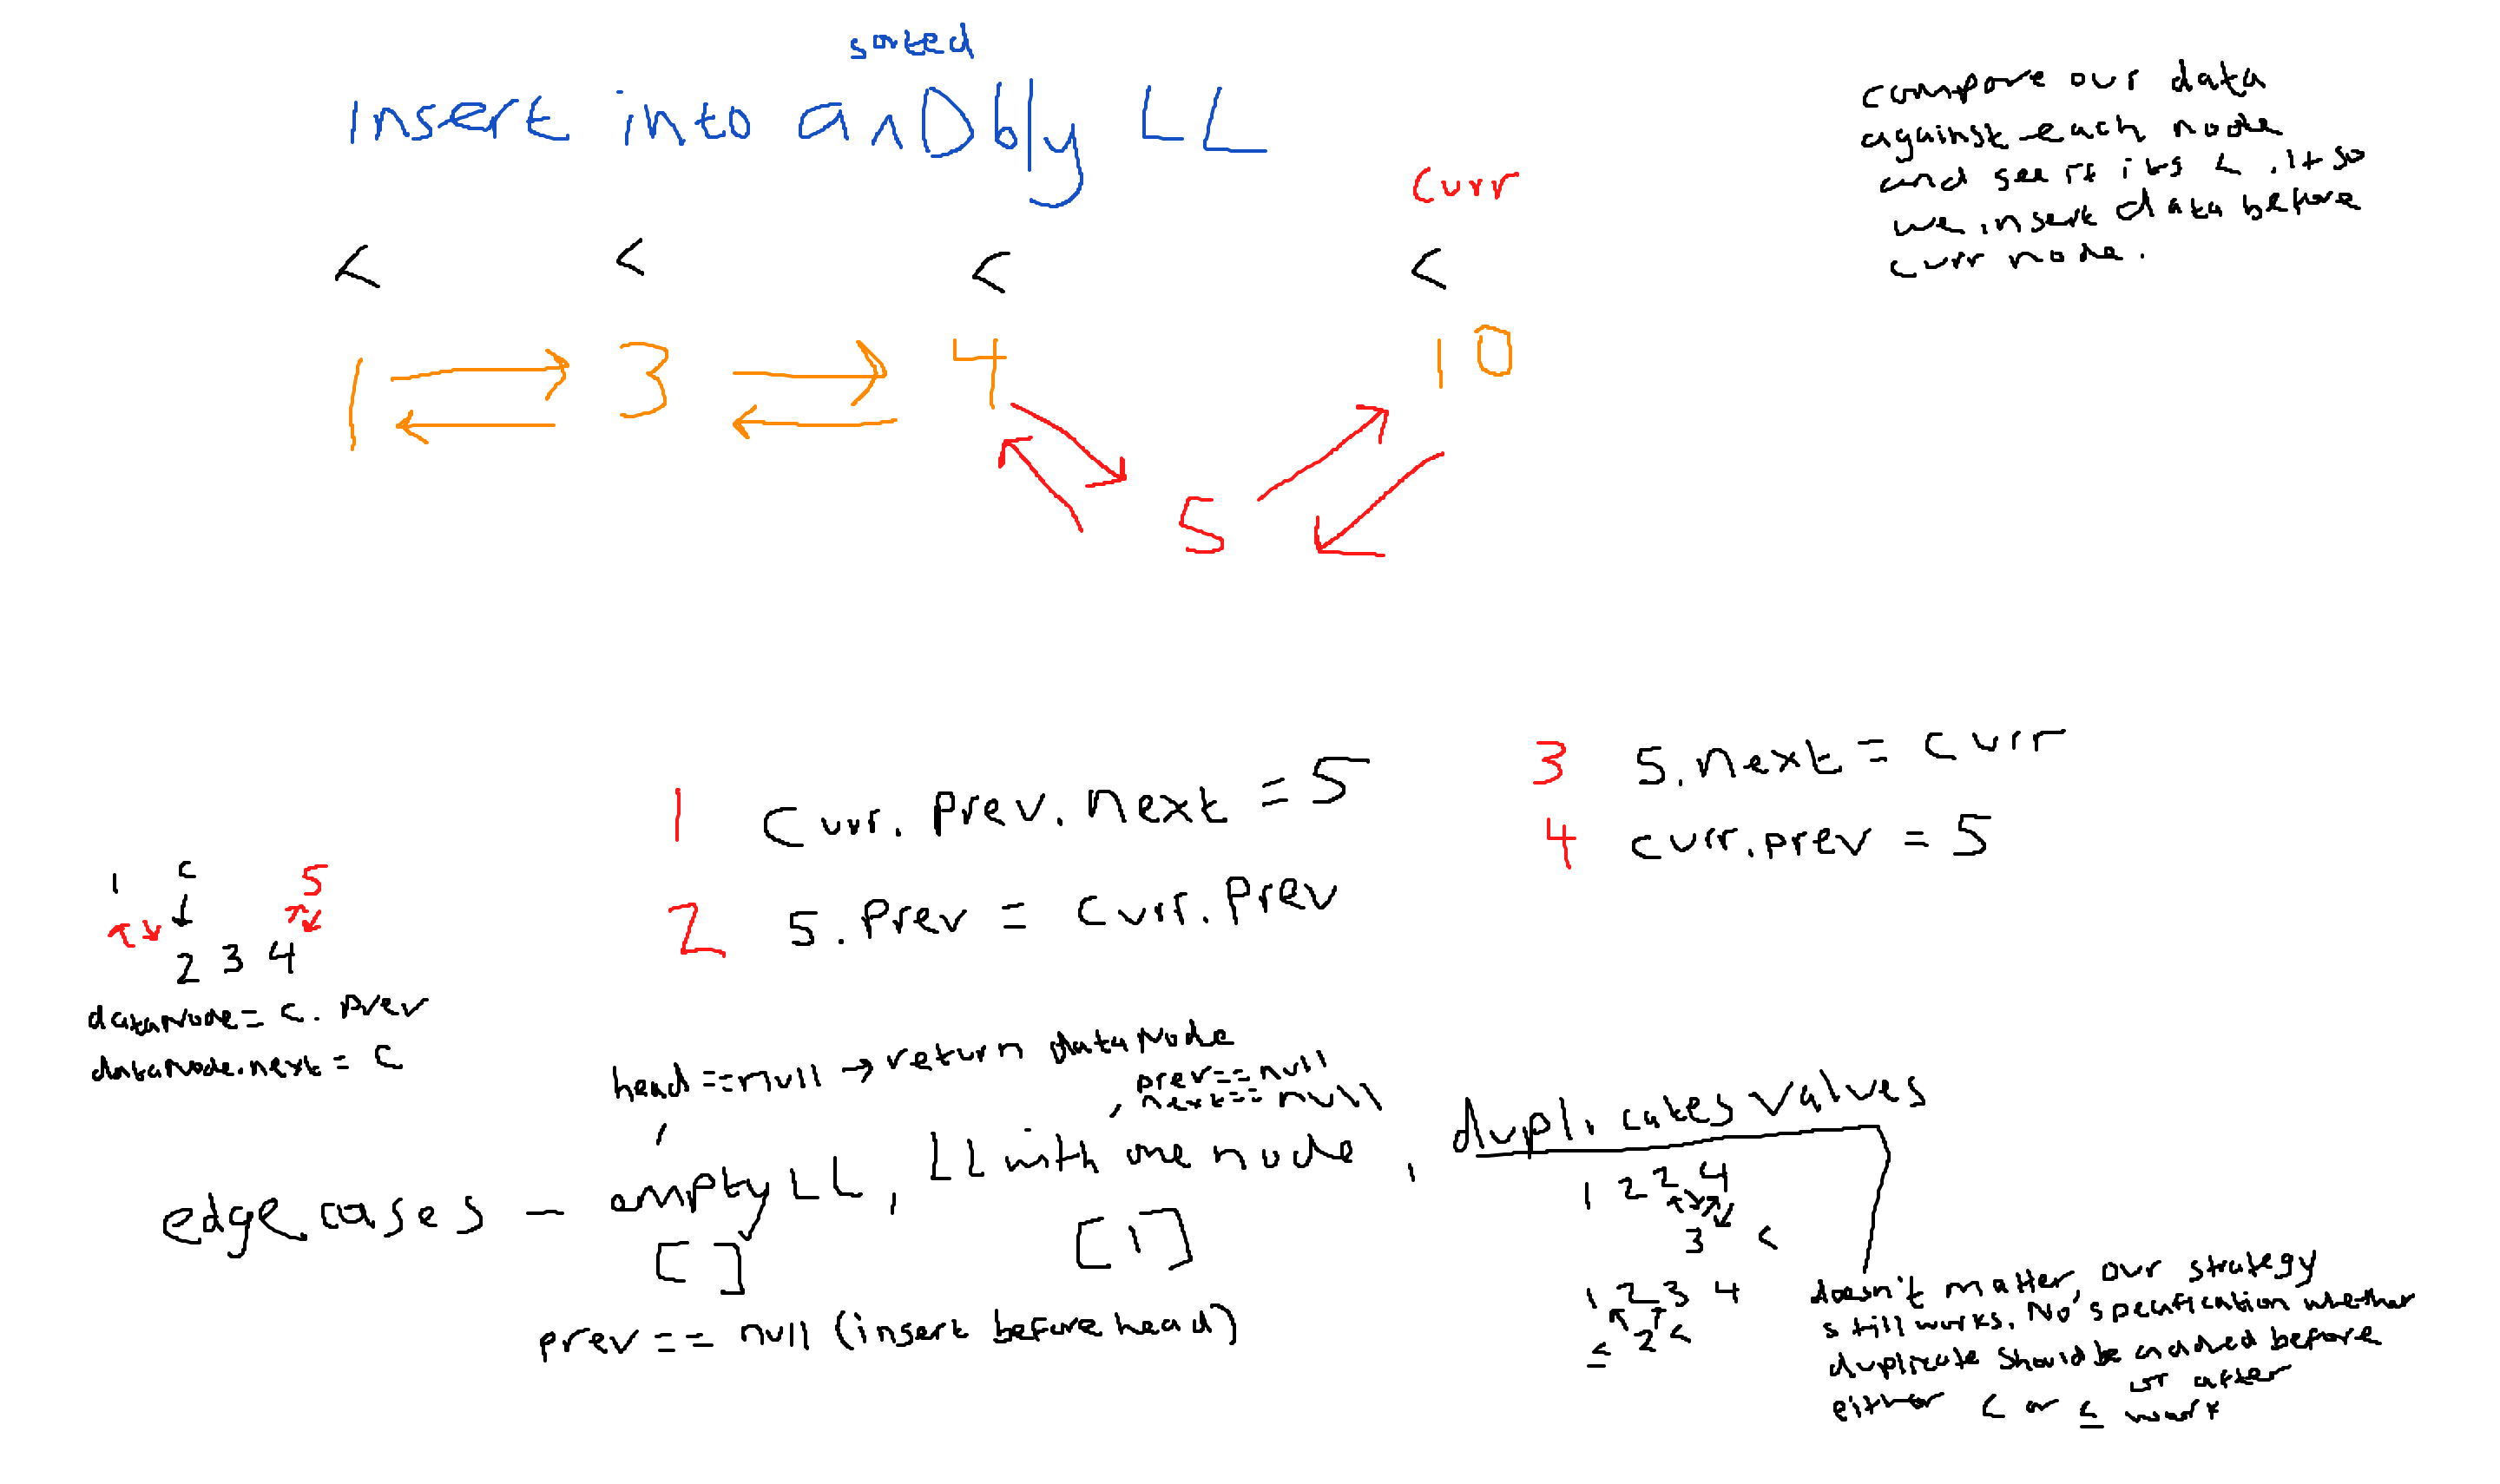 sorted
Insert into an Dlly LL
compare our data
againse each node
and see if its < . if so
we insert data before
curr node.
curr
< < < <
1 3 4 10
5
1 curr.prev.next = 5
2 5.prev = curr.prev
3 5.next = curr
4 curr.prev = 5
1 c 5
2 3 4
datanode = c.prev
datanode.next = c
head == null → return dataNode
prev == null
, next == null
edge cases - empty LL, LL with one node, duplicates values
[ ] [1]
prev == null (insert before head)
1 2 2 4
3 <
1 2 3 4
≤ 2 <
doesnt matter, our strategy
still works. No specification whether
duplicate should be added before
or after
either < or ≤ work